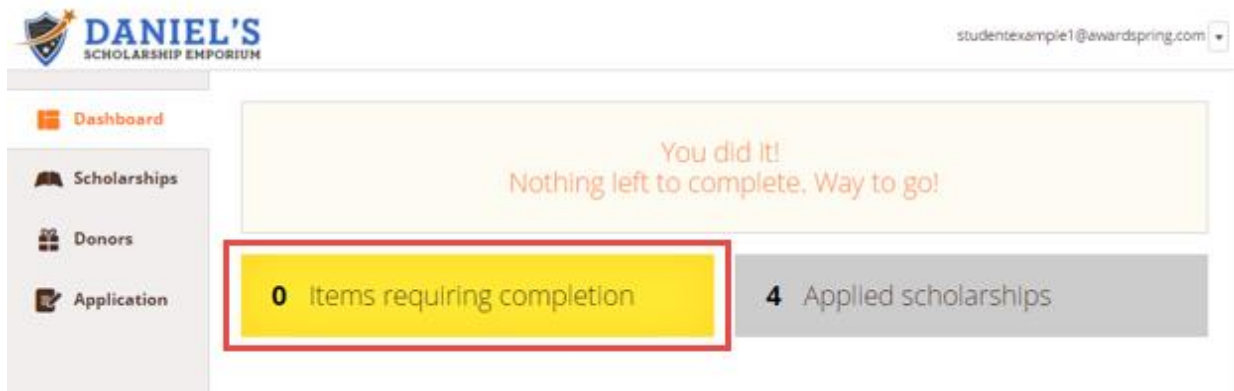 DANIEL'S
SCHOLARSHIP EMPORIUM
studentexample1@awardspring.com
Dashboard
Scholarships
Donors
Application
You did it!
Nothing left to complete. Way to go!
0 Items requiring completion
4 Applied scholarships